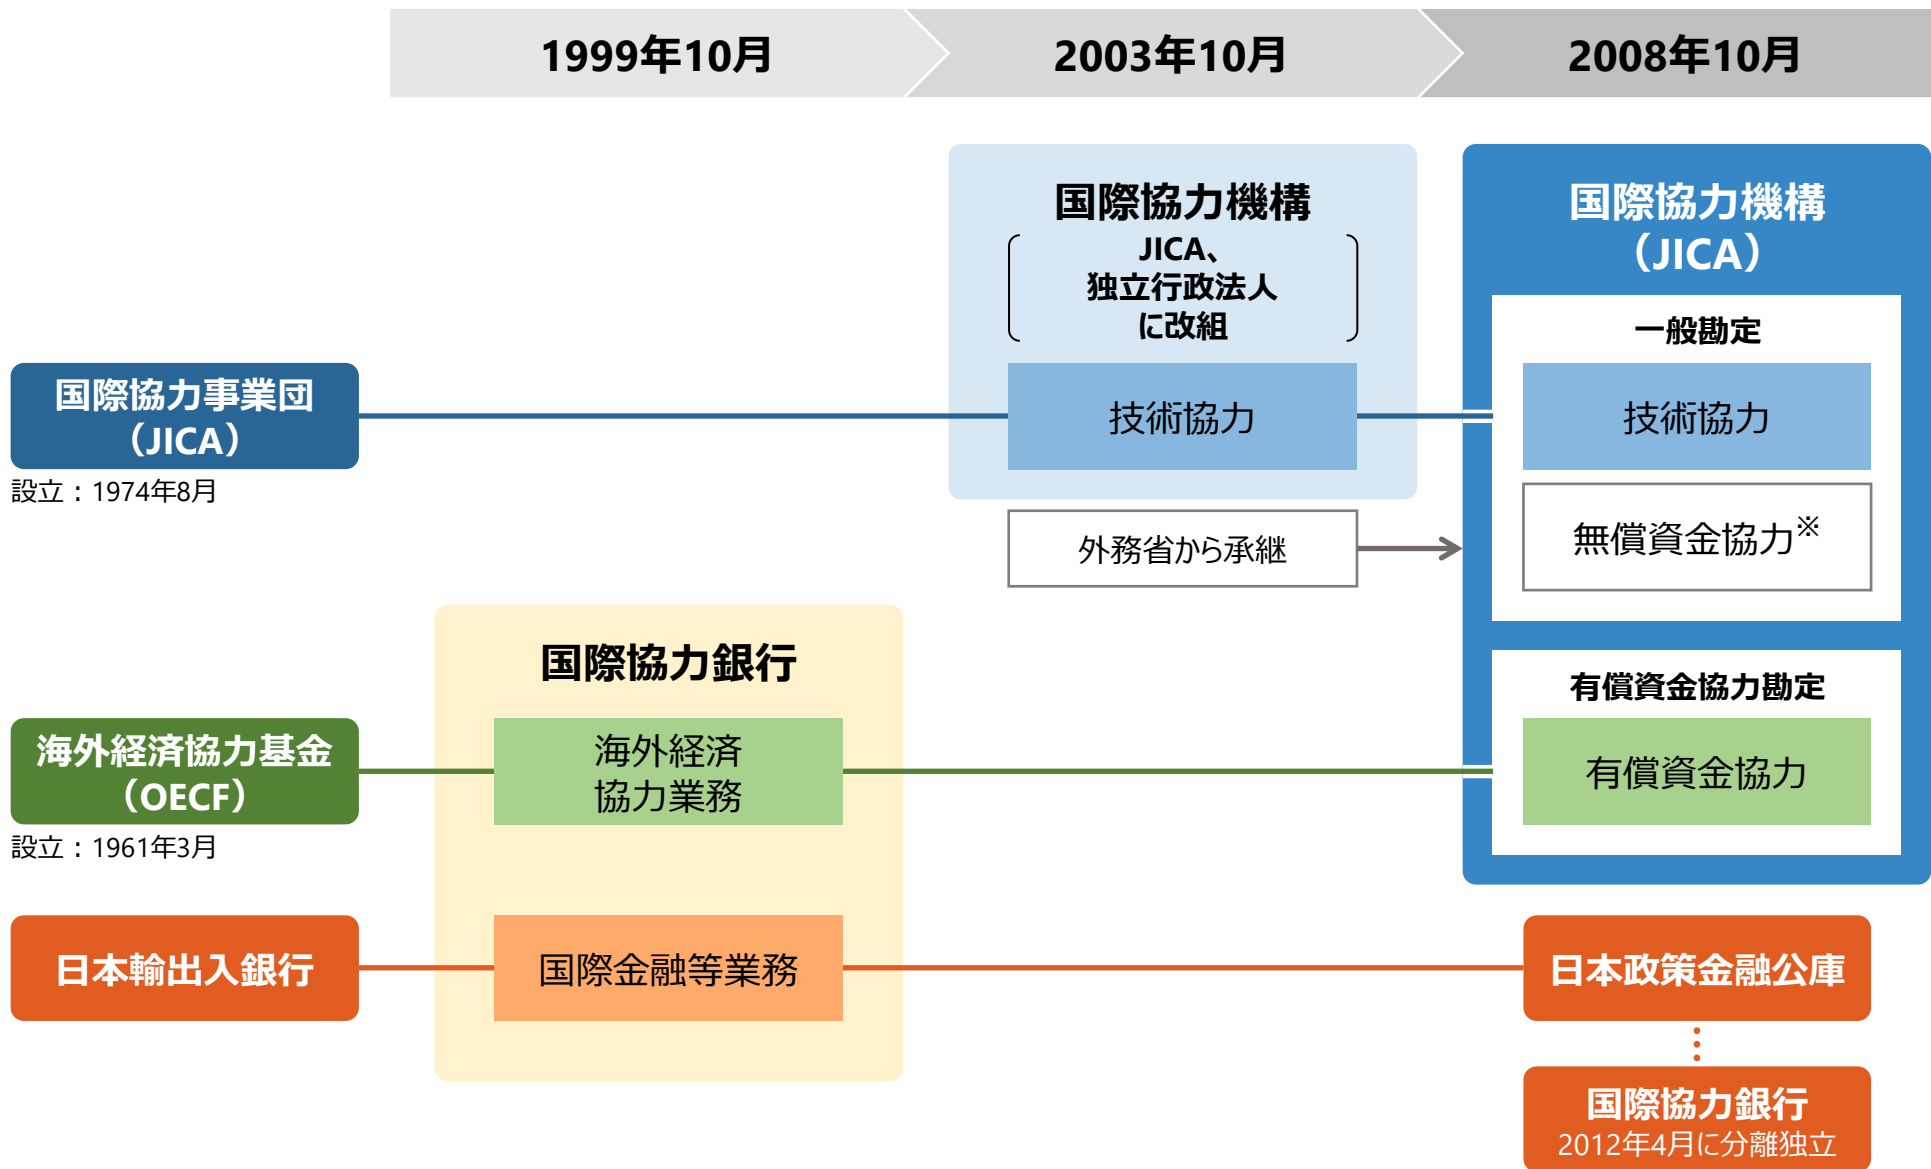 1999年10月
2003年10月
2008年10月
国際協力機構
JICA、
独立行政法人
に改組
国際協力機構
（JICA）
一般勘定
国際協力事業団
（JICA）
設立：1974年8月
技術協力
技術協力
外務省から承継
無償資金協力※
国際協力銀行
有償資金協力勘定
海外経済協力基金
（OECF）
設立：1961年3月
海外経済
協力業務
有償資金協力
日本輸出入銀行
国際金融等業務
日本政策金融公庫
国際協力銀行
2012年4月に分離独立